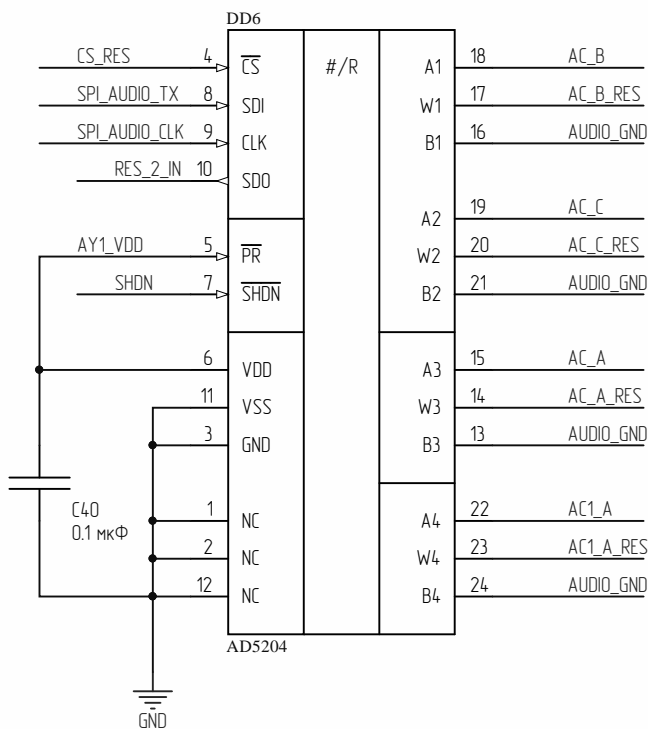 DD6
CS_RES 4 CS #/R A1 18 AC_B
SPI_AUDIO_TX 8 SDI W1 17 AC_B_RES
SPI_AUDIO_CLK 9 CLK B1 16 AUDIO_GND
RES_2_IN 10 SDO
A2 19 AC_C
AY1_VDD 5 PR W2 20 AC_C_RES
SHDN 7 SHDN B2 21 AUDIO_GND
6 VDD A3 15 AC_A
11 VSS W3 14 AC_A_RES
3 GND B3 13 AUDIO_GND
C40
0.1 мкФ
1 NC A4 22 AC1_A
2 NC W4 23 AC1_A_RES
12 NC B4 24 AUDIO_GND
AD5204
GND